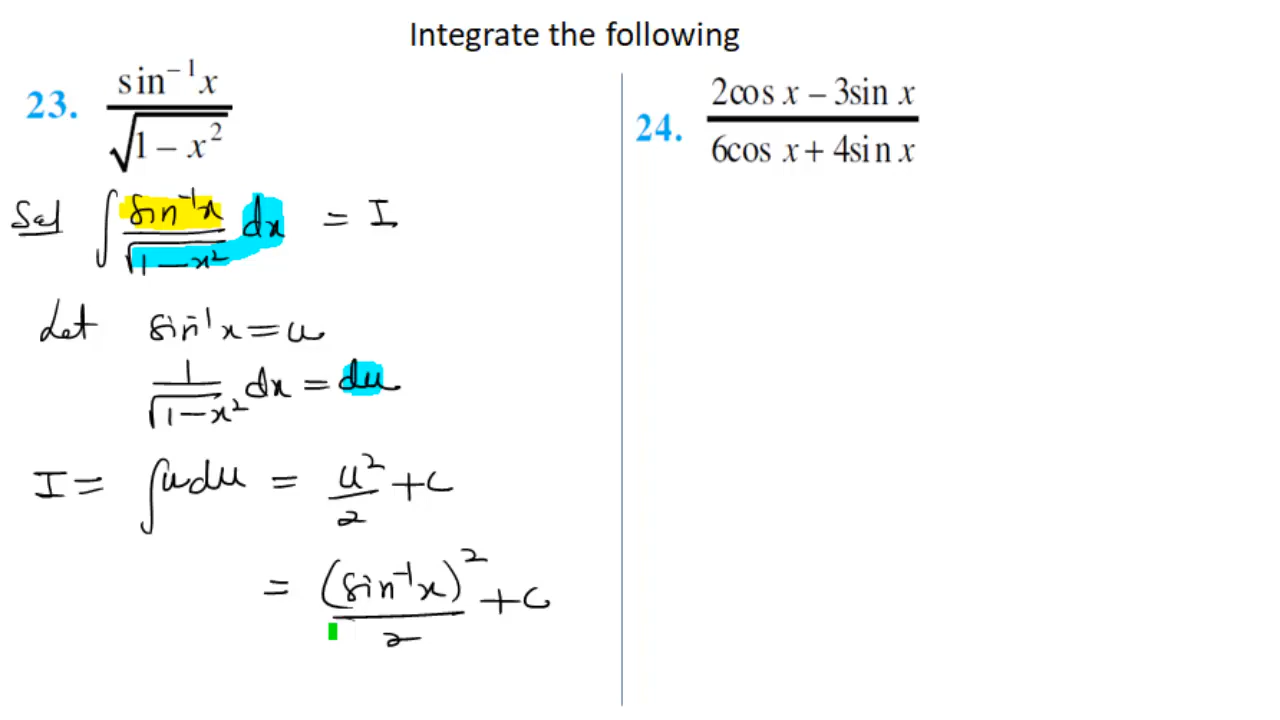 Integrate the following
23. sin⁻¹x / √(1 − x²)
Sol ∫ sin⁻¹x / √(1−x²) dx = I
Let sin⁻¹x = u
1/√(1−x²) dx = du
I = ∫u du = u²/2 + c
= (sin⁻¹x)²/2 + c
24. (2cos x − 3sin x) / (6cos x + 4sin x)